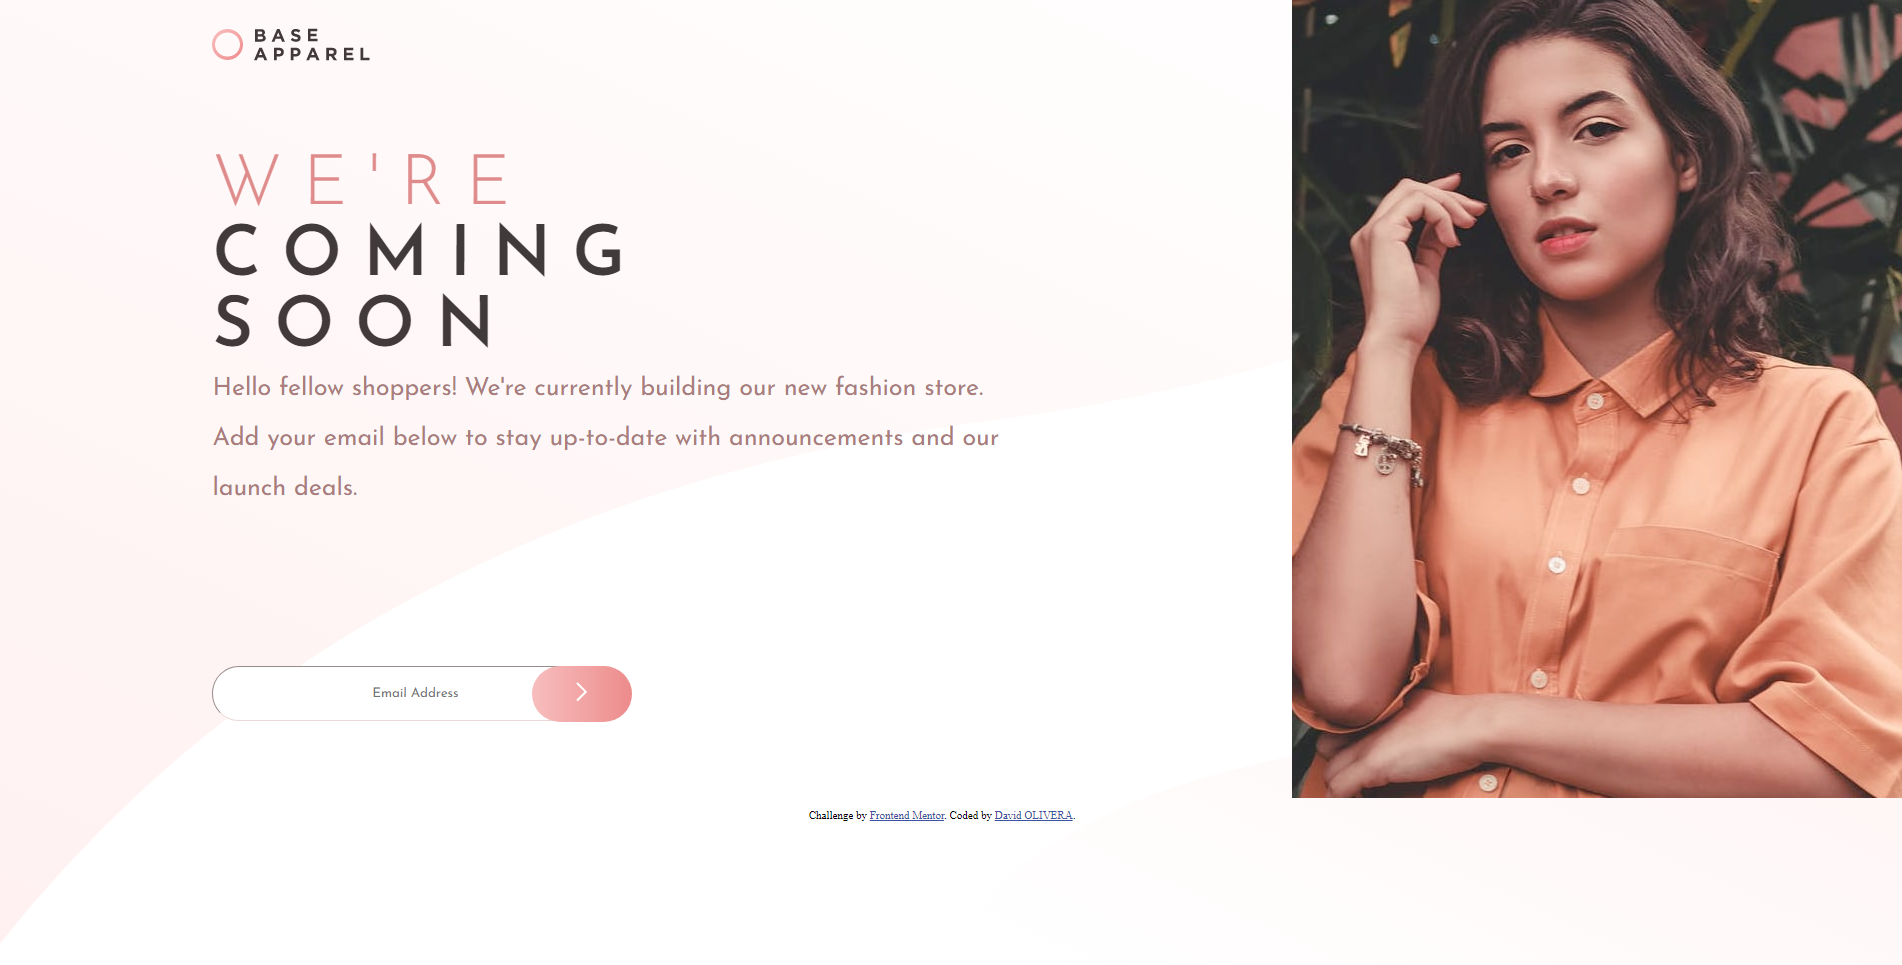 BASE
APPAREL
WE'RE
COMING
SOON
Hello fellow shoppers! We're currently building our new fashion store.
Add your email below to stay up-to-date with announcements and our
launch deals.
Email Address
Challenge by Frontend Mentor. Coded by David OLIVERA.